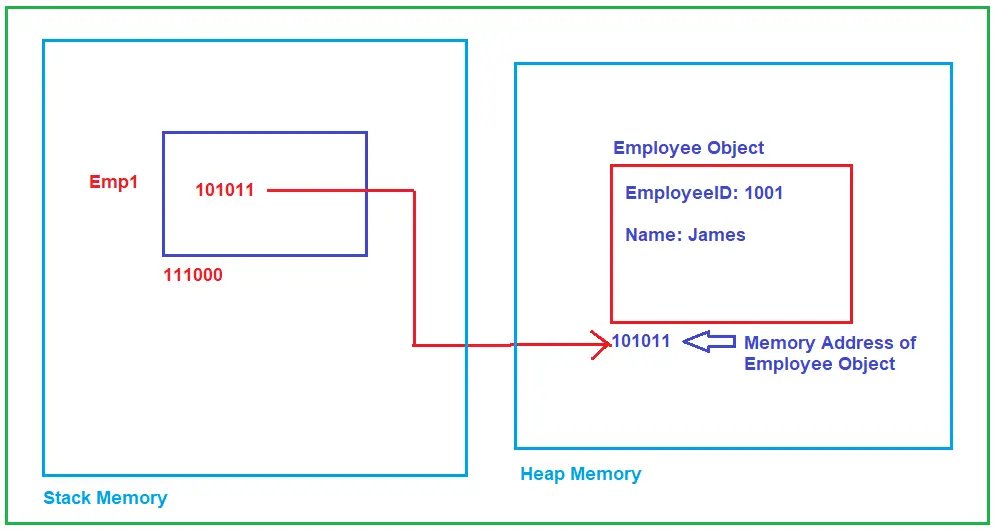 Emp1
101011
111000
Stack Memory
Employee Object
EmployeeID: 1001
Name: James
101011
Memory Address of
Employee Object
Heap Memory